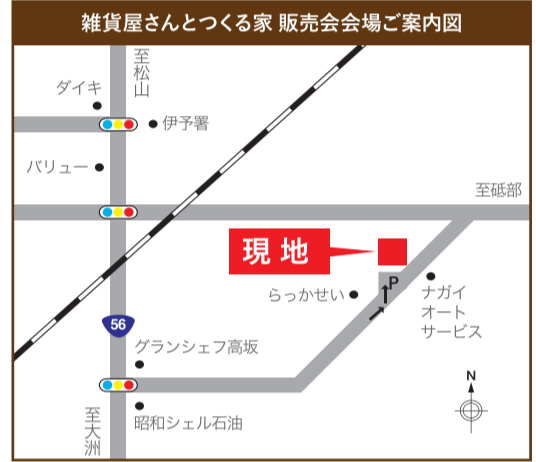 雑貨屋さんとつくる家 販売会会場ご案内図
至松山
ダイキ
伊予署
バリュー
至砥部
現地
P
らっかせい
ナガイ
オート
サービス
56
グランシェフ高坂
N
昭和シェル石油
至大洲